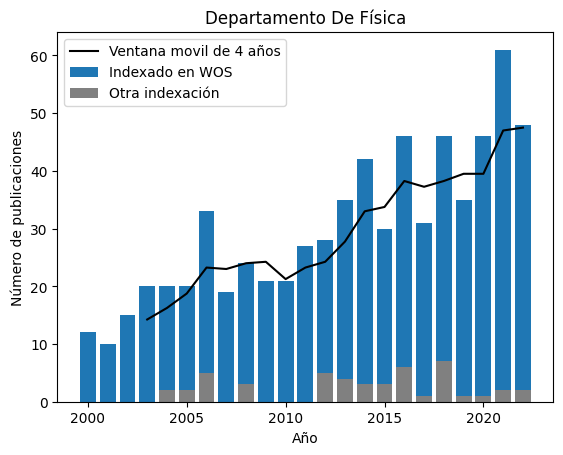 Departamento De Física
Ventana movil de 4 años
Indexado en WOS
Otra indexación
Número de publicaciones
60
50
40
30
20
10
0
2000 2005 2010 2015 2020
Año